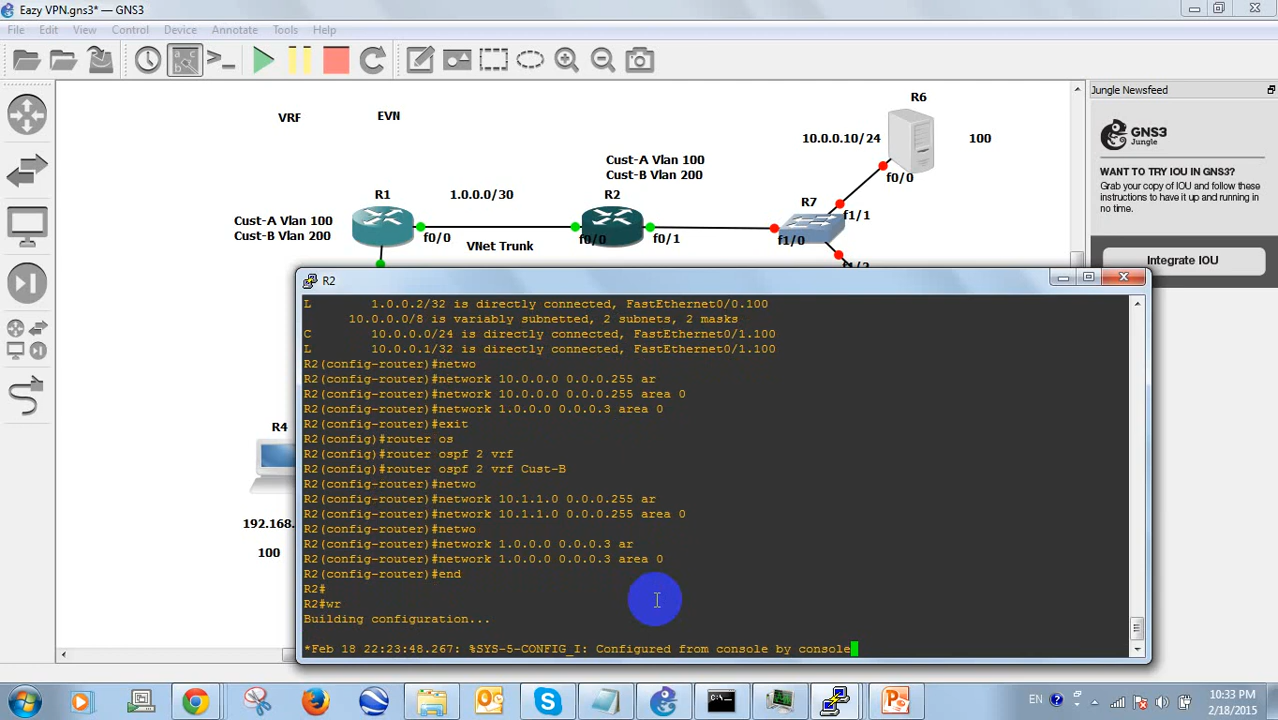 Eazy VPN.gns3* — GNS3
File Edit View Control Device Annotate Tools Help
Jungle Newsfeed
GNS3
Jungle
WANT TO TRY IOU IN GNS3?
Grab your copy of IOU and follow these
instructions to have it up and running in
no time.
Integrate IOU
VRF
EVN
R6
10.0.0.10/24
100
f0/0
Cust-A Vlan 100
Cust-B Vlan 200
R1
1.0.0.0/30
R2
R7
f1/1
Cust-A Vlan 100
Cust-B Vlan 200
f0/0
VNet Trunk
f0/0
f0/1
f1/0
f1/2
R4
192.168.
100
R2
L 1.0.0.2/32 is directly connected, FastEthernet0/0.100
10.0.0.0/8 is variably subnetted, 2 subnets, 2 masks
C 10.0.0.0/24 is directly connected, FastEthernet0/1.100
L 10.0.0.1/32 is directly connected, FastEthernet0/1.100
R2(config-router)#netwo
R2(config-router)#network 10.0.0.0 0.0.0.255 ar
R2(config-router)#network 10.0.0.0 0.0.0.255 area 0
R2(config-router)#network 1.0.0.0 0.0.0.3 area 0
R2(config-router)#exit
R2(config)#router os
R2(config)#router ospf 2 vrf
R2(config)#router ospf 2 vrf Cust-B
R2(config-router)#netwo
R2(config-router)#network 10.1.1.0 0.0.0.255 ar
R2(config-router)#network 10.1.1.0 0.0.0.255 area 0
R2(config-router)#netwo
R2(config-router)#network 1.0.0.0 0.0.0.3 ar
R2(config-router)#network 1.0.0.0 0.0.0.3 area 0
R2(config-router)#end
R2#
R2#wr
Building configuration...
*Feb 18 22:23:48.267: %SYS-5-CONFIG_I: Configured from console by console
EN
10:33 PM
2/18/2015